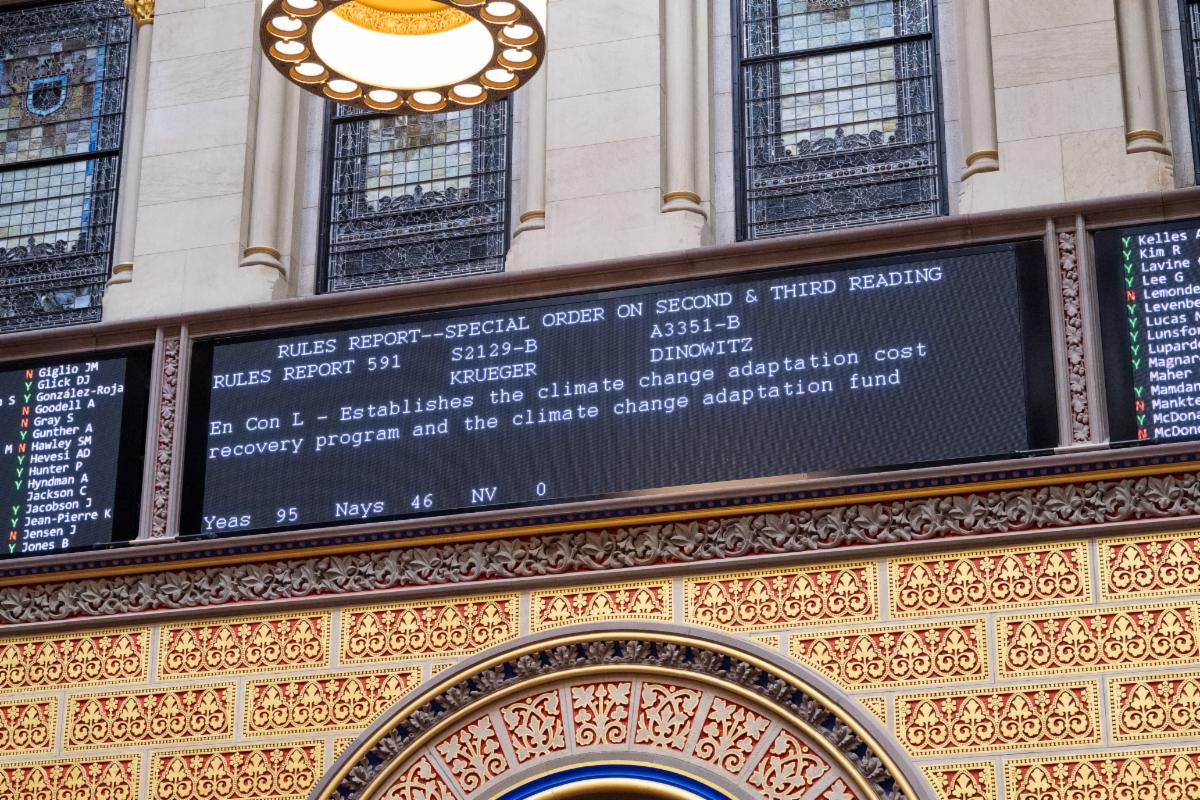 RULES REPORT--SPECIAL ORDER ON SECOND & THIRD READING
RULES REPORT 591 S2129-B A3351-B
KRUEGER DINOWITZ
En Con L - Establishes the climate change adaptation cost
recovery program and the climate change adaptation fund
Yeas 95 Nays 46 NV 0
N Giglio JM
Y Glick DJ
S Y González-Roja
N Goodell A
N Gray S
Y Gunther A
M N Hawley SM
Y Hevesi AD
Y Hunter P
Y Hyndman A
Jackson C
Y Jacobson J
Y Jean-Pierre K
N Jensen J
Y Jones B
Y Kelles A
Y Kim R
Y Lavine
Y Lee G
N Lemonde
Y Levenbe
Y Lucas
Y Lunsfor
Y Lupard
Y Magnar
Maher
Y Mamdan
N Mankte
Y McDon
N McDon